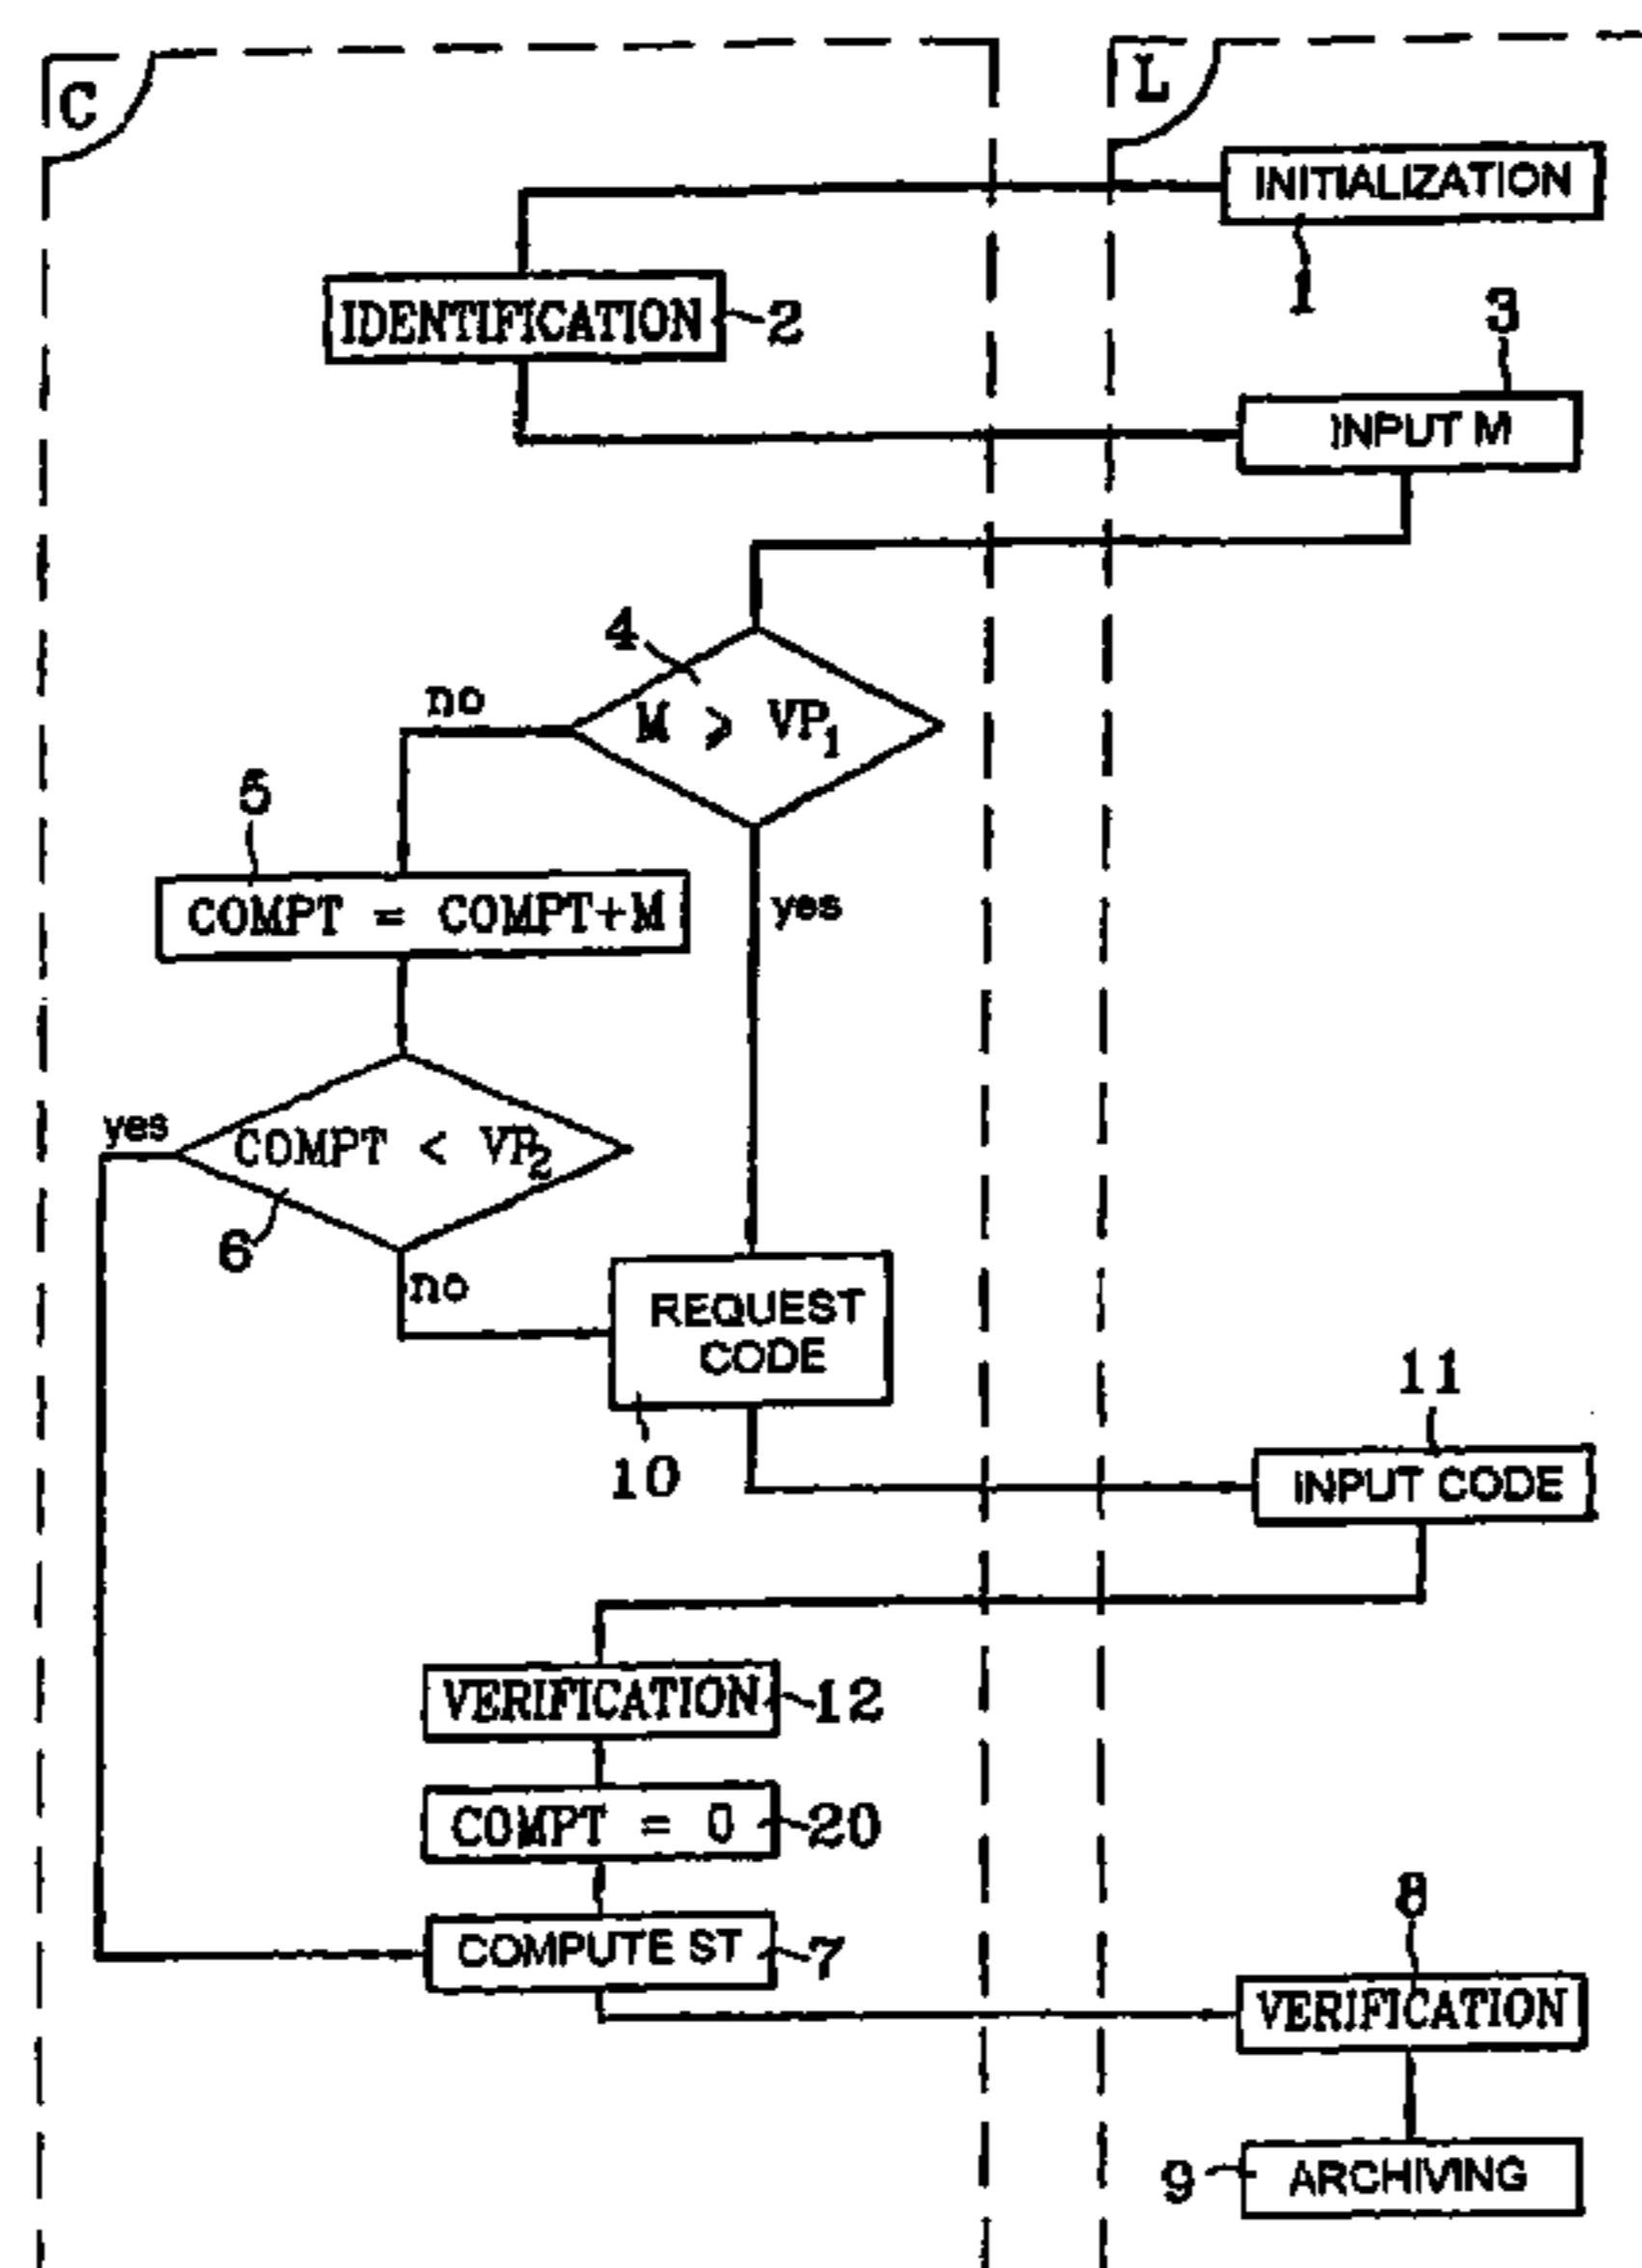 C
L
INITIALIZATION
1
IDENTIFICATION
2
3
INPUT M
4
no
M ⩾ VP₁
5
COMPT = COMPT+M
yes
yes
COMPT < VP₂
6
no
REQUEST
CODE
10
11
INPUT CODE
VERIFICATION
12
COMPT = 0
20
COMPUTE ST
7
8
VERIFICATION
9
ARCHIVING